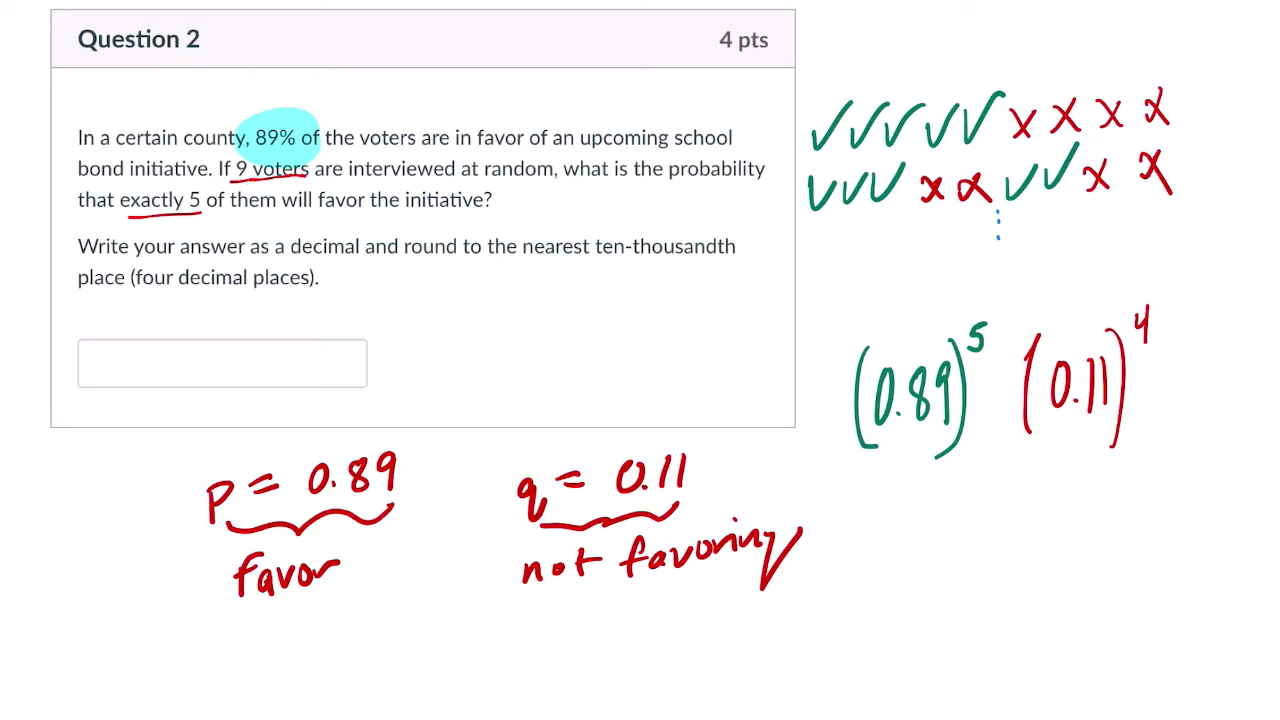 Question 2
4 pts
In a certain county, 89% of the voters are in favor of an upcoming school
bond initiative. If 9 voters are interviewed at random, what is the probability
that exactly 5 of them will favor the initiative?
Write your answer as a decimal and round to the nearest ten-thousandth
place (four decimal places).
✓ ✓ ✓ ✓ ✓ x x x x
✓ ✓ ✓ x x ✓ ✓ x x
(0.89)^5 (0.11)^4
p = 0.89
q = 0.11
favor
not favoring